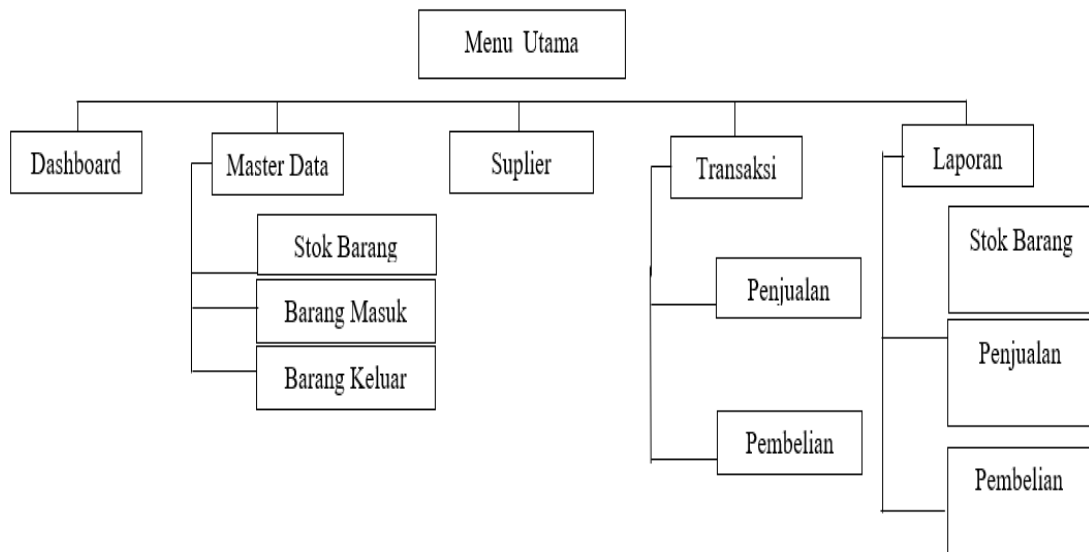 Menu Utama
Dashboard
Master Data
Suplier
Transaksi
Laporan
Stok Barang
Barang Masuk
Barang Keluar
Penjualan
Pembelian
Stok Barang
Penjualan
Pembelian